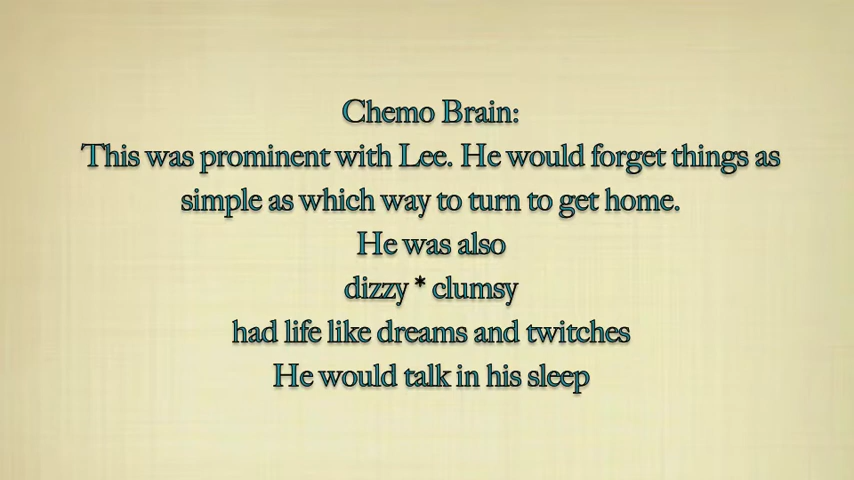 Chemo Brain:
This was prominent with Lee. He would forget things as
simple as which way to turn to get home.
He was also
dizzy * clumsy
had life like dreams and twitches
He would talk in his sleep